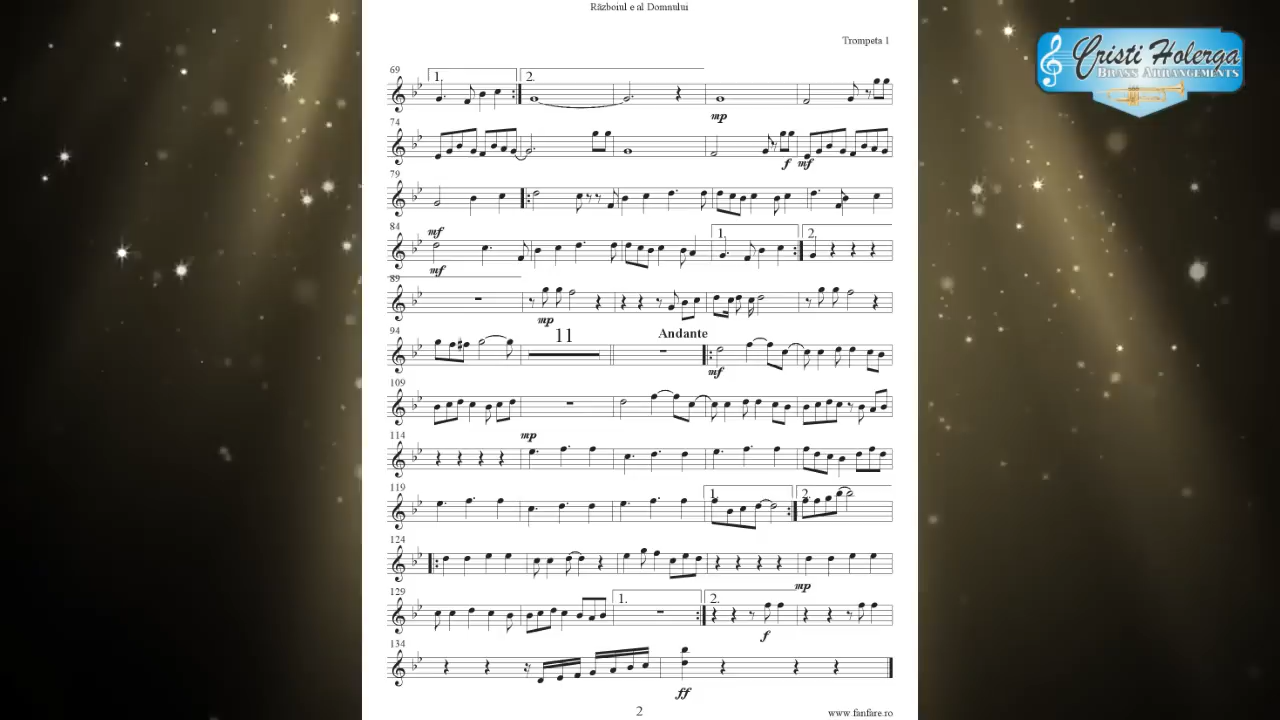 Războiul e al Domnului
Trompeta 1
Cristi Holerga
BRASS ARRANGEMENTS
69
1.
2.
mp
74
f
mf
79
84
mf
mf
1.
2.
89
mp
94
11
Andante
mf
109
114
mp
119
1.
2.
124
mp
129
1.
2.
f
134
ff
2
www.fanfare.ro